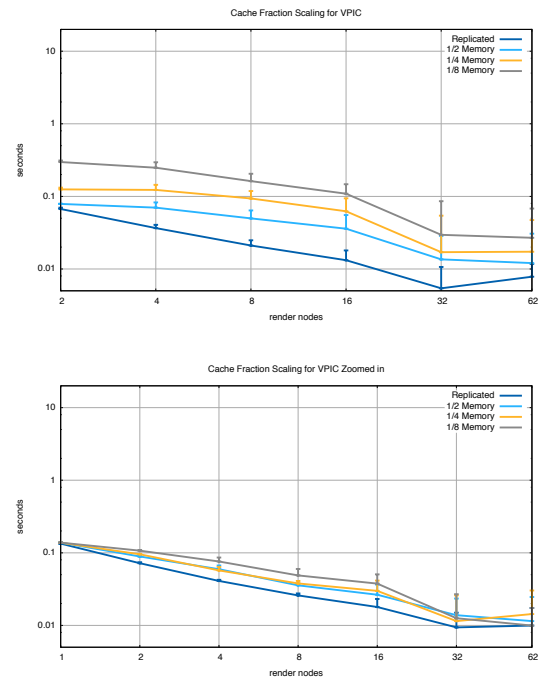 Cache Fraction Scaling for VPIC
Replicated
1/2 Memory
1/4 Memory
1/8 Memory
10
1
0.1
0.01
seconds
2 4 8 16 32 62
render nodes
Cache Fraction Scaling for VPIC Zoomed in
Replicated
1/2 Memory
1/4 Memory
1/8 Memory
10
1
0.1
0.01
seconds
1 2 4 8 16 32 62
render nodes